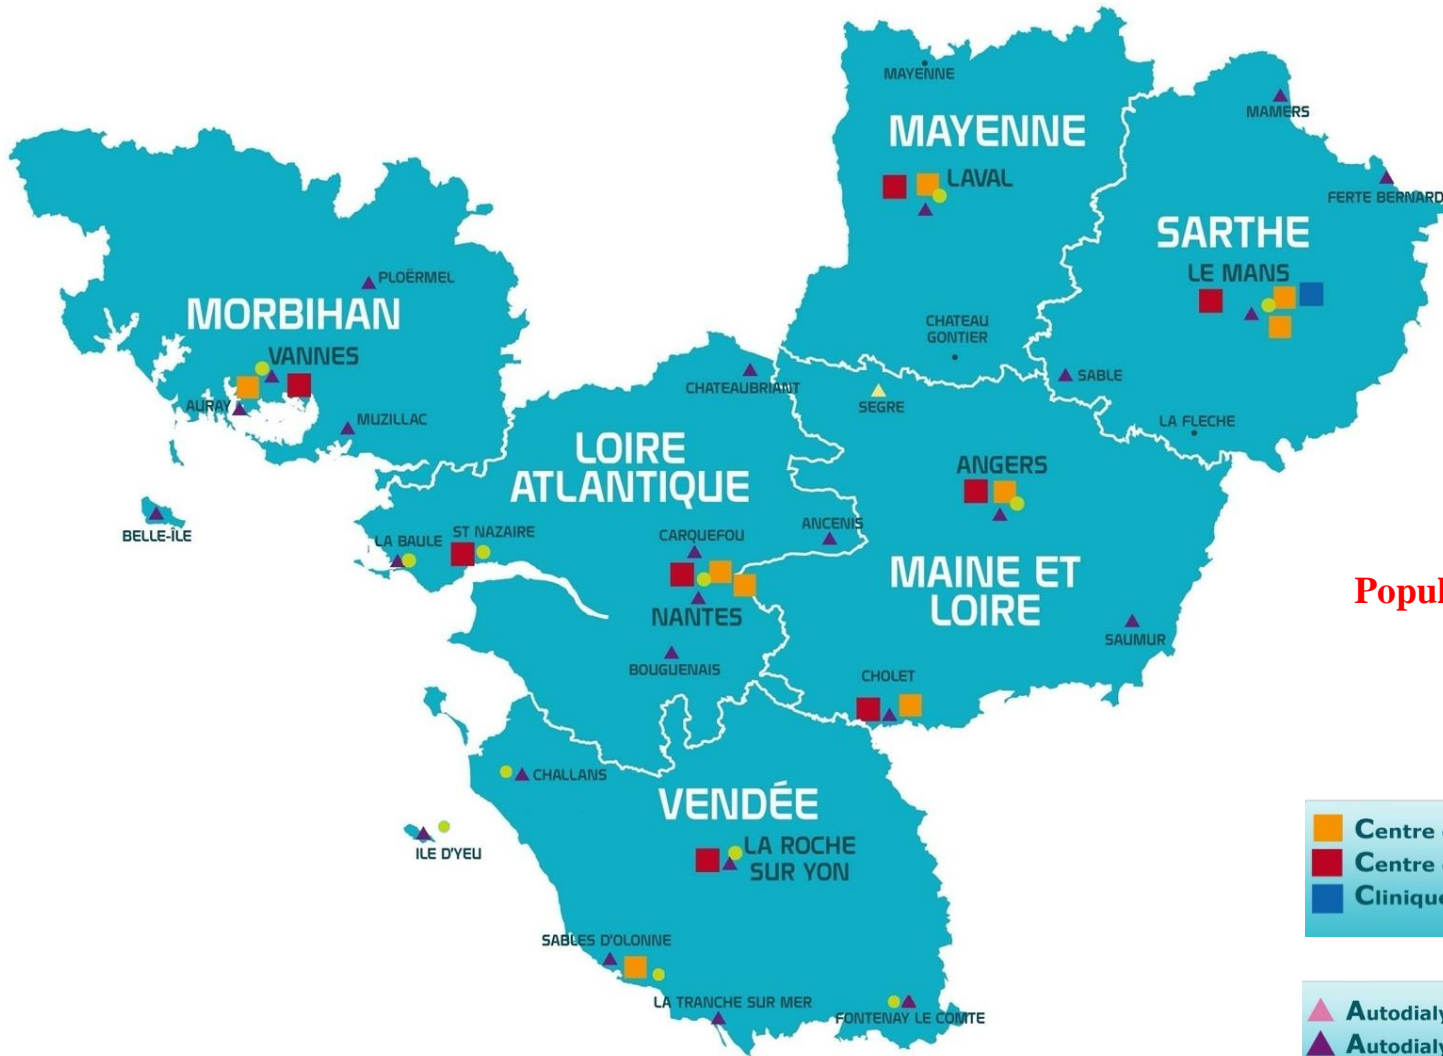 MAYENNE
MAMERS
MAYENNE
LAVAL
FERTE BERNARD
SARTHE
LE MANS
PLOËRMEL
MORBIHAN
CHATEAU
GONTIER
VANNES
CHATEAUBRIANT
SABLE
AURAY
SEGRE
MUZILLAC
LA FLECHE
LOIRE
ATLANTIQUE
ANGERS
BELLE-ÎLE
LA BAULE
ST NAZAIRE
CARQUEFOU
ANCENIS
MAINE ET
LOIRE
NANTES
SAUMUR
BOUGUENAIS
CHOLET
CHALLANS
VENDÉE
ILE D'YEU
LA ROCHE
SUR YON
SABLES D'OLONNE
LA TRANCHE SUR MER
FONTENAY LE COMTE
Centre
Centre
Clinique